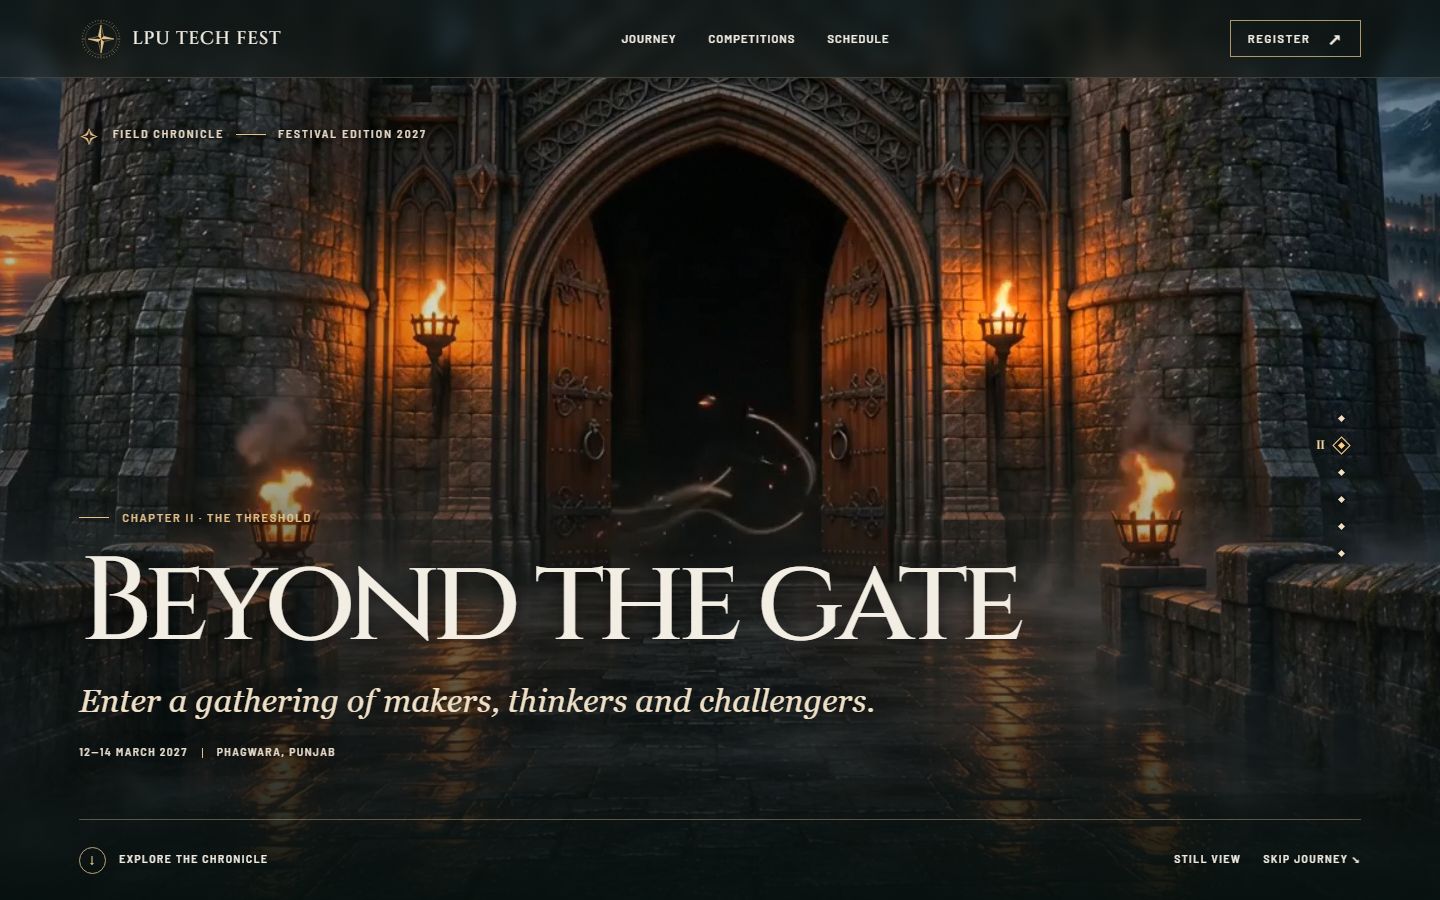 LPU TECH FEST
JOURNEY
COMPETITIONS
SCHEDULE
REGISTER ↗
FIELD CHRONICLE — FESTIVAL EDITION 2027
II
CHAPTER II · THE THRESHOLD
BEYOND THE GATE
Enter a gathering of makers, thinkers and challengers.
12–14 MARCH 2027 | PHAGWARA, PUNJAB
↓ EXPLORE THE CHRONICLE
STILL VIEW
SKIP JOURNEY ↘